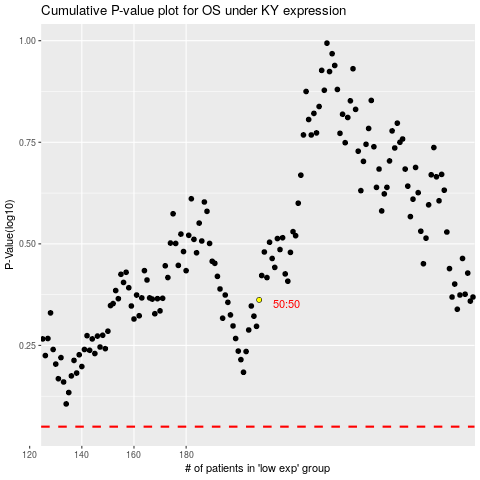 Cumulative P-value plot for OS under KY expression
1.00
0.75
0.50
0.25
P-Value(log10)
50:50
120 140 160 180
# of patients in 'low exp' group